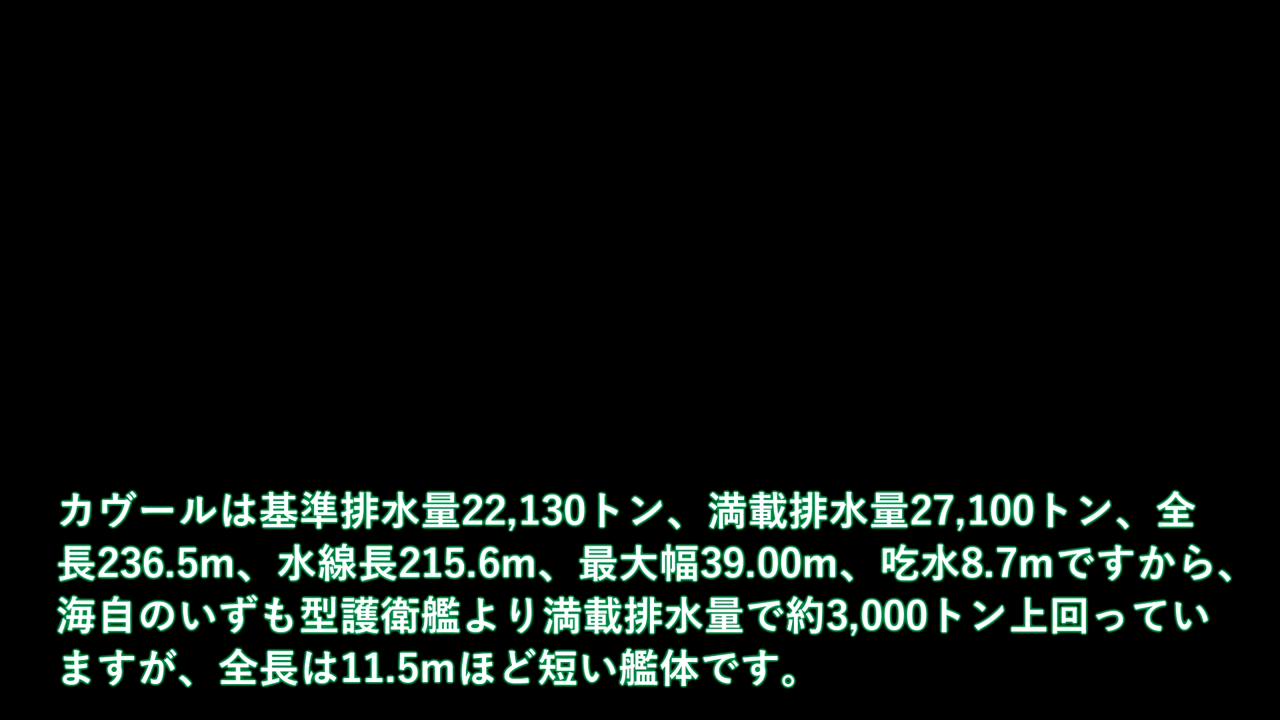 カヴールは基準排水量22,130トン、満載排水量27,100トン、全
長236.5m、水線長215.6m、最大幅39.00m、吃水8.7mですから、
海自のいずも型護衛艦より満載排水量で約3,000トン上回ってい
ますが、全長は11.5mほど短い艦体です。